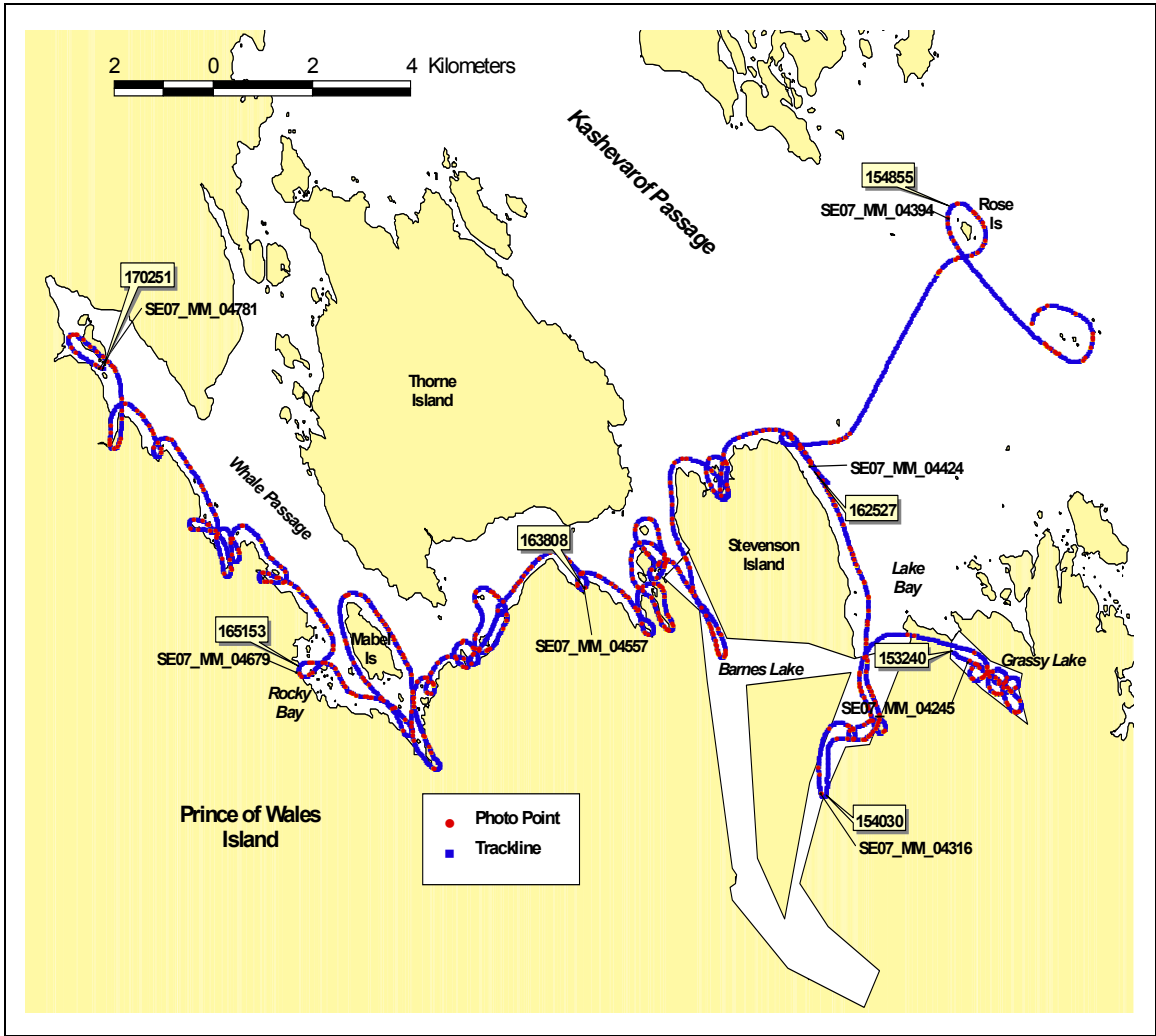 2 0 2 4 Kilometers
Kashevarof Passage
154855
SE07_MM_04394
Rose
Is
170251
SE07_MM_04781
Thorne
Island
Whale Passage
SE07_MM_04424
162527
163808
Stevenson
Island
Lake
Bay
165153
SE07_MM_04679
Mabel
Is
SE07_MM_04557
Rocky
Bay
Barnes Lake
153240
Grassy Lake
SE07_MM_04245
Prince of Wales
Island
Photo Point
Trackline
154030
SE07_MM_04316